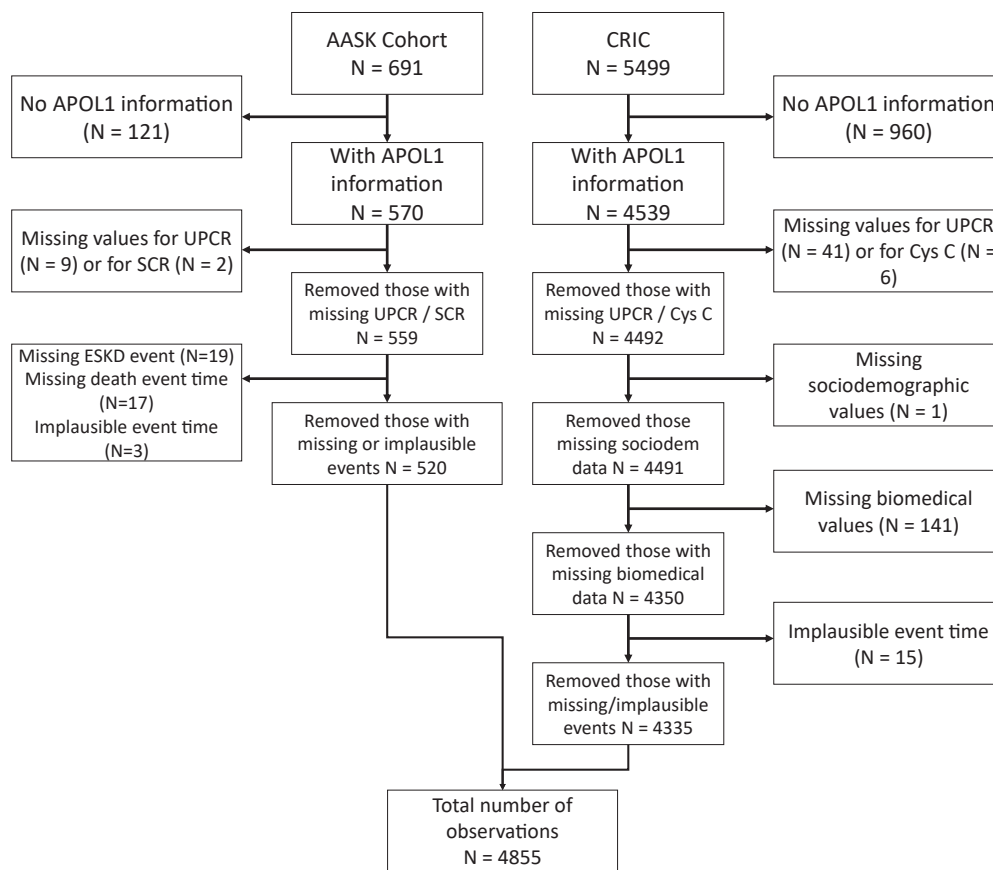 AASK Cohort
N = 691
CRIC
N = 5499
No APOL1 information
(N = 121)
No APOL1 information
(N = 960)
With APOL1
information
N = 570
With APOL1
information
N = 4539
Missing values for UPCR
(N = 9) or for SCR (N = 2)
Missing values for UPCR
(N = 41) or for Cys C (N =
6)
Removed those with
missing UPCR / SCR
N = 559
Removed those with
missing UPCR / Cys C
N = 4492
Missing ESKD event (N=19)
Missing death event time
(N=17)
Implausible event time
(N=3)
Missing
sociodemographic
values (N = 1)
Removed those with
missing or implausible
events N = 520
Removed those
missing sociodem
data N = 4491
Missing biomedical
values (N = 141)
Removed those with
missing biomedical
data N = 4350
Implausible event time
(N = 15)
Removed those with
missing/implausible
events N = 4335
Total number of
observations
N = 4855